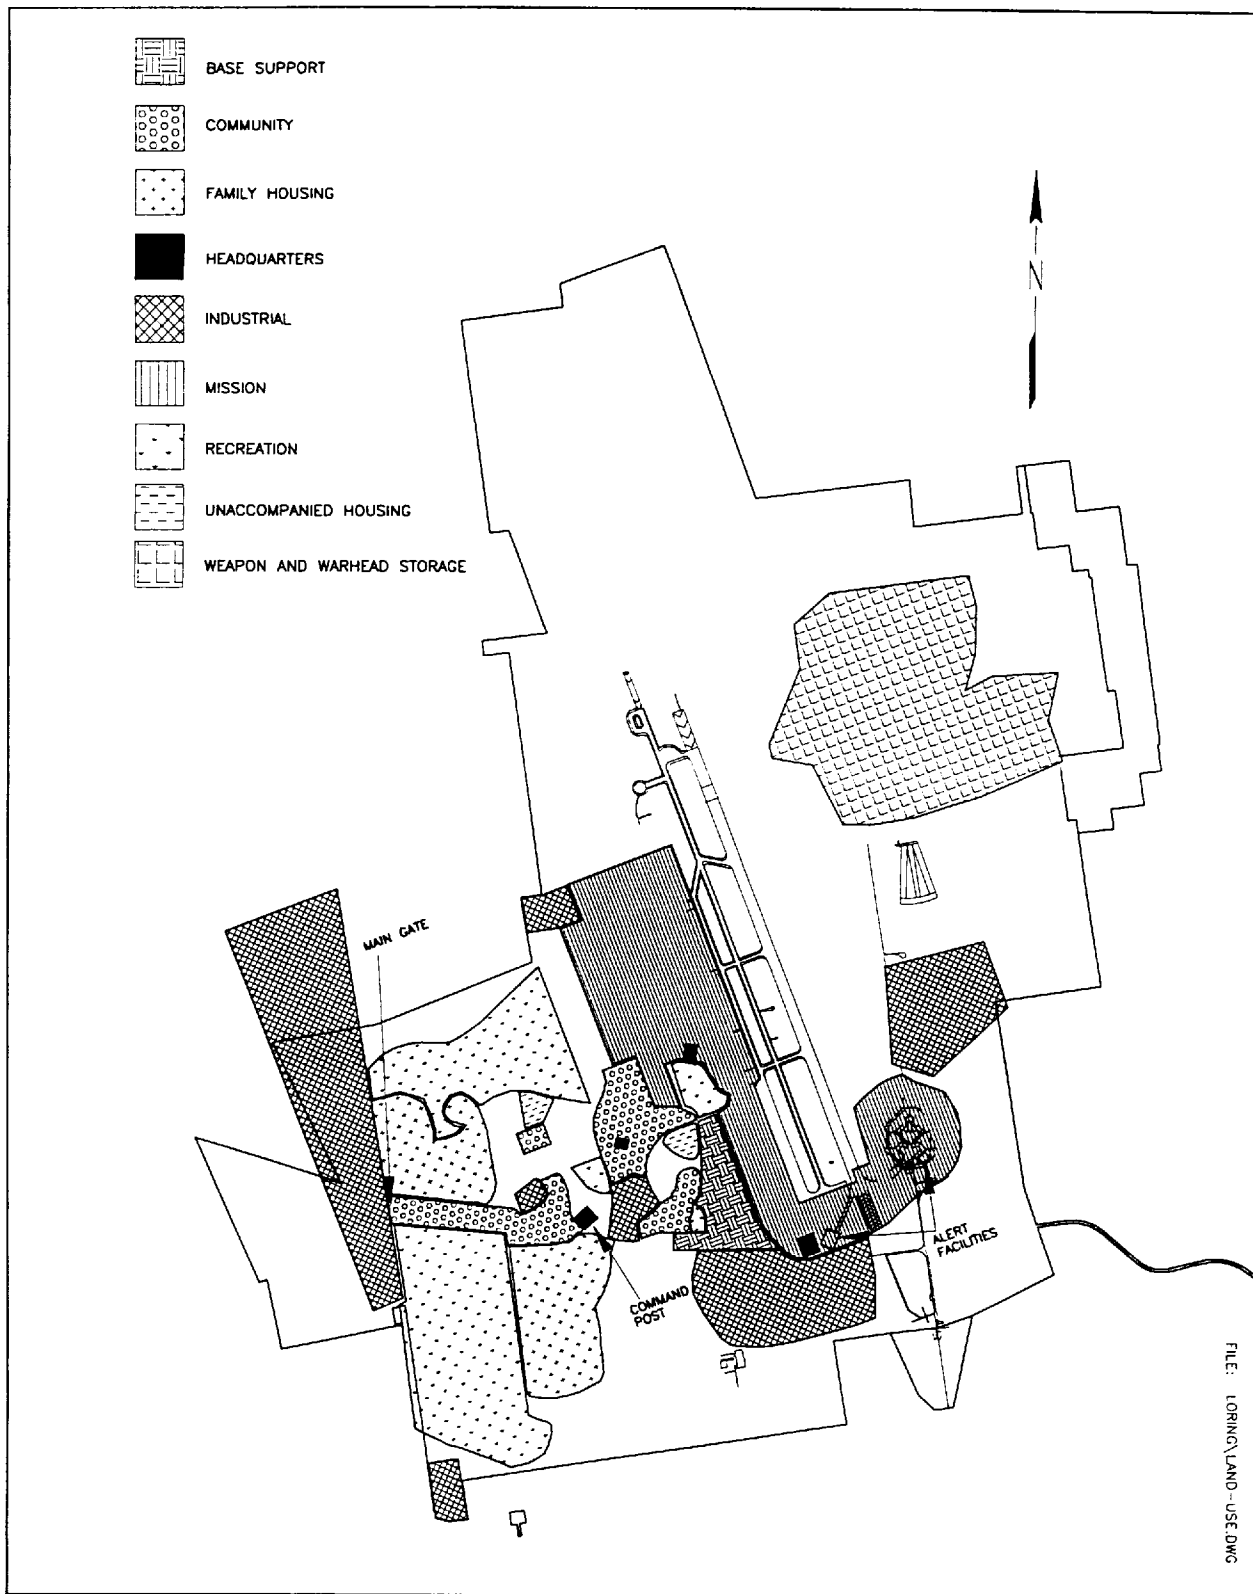 BASE SUPPORT
COMMUNITY
FAMILY HOUSING
HEADQUARTERS
INDUSTRIAL
MISSION
RECREATION
UNACCOMPANIED HOUSING
WEAPON AND WARHEAD STORAGE
N
MAIN GATE
ALERT
FACILITIES
COMMAND
POST
FILE: LORING\LAND-USE.DWG